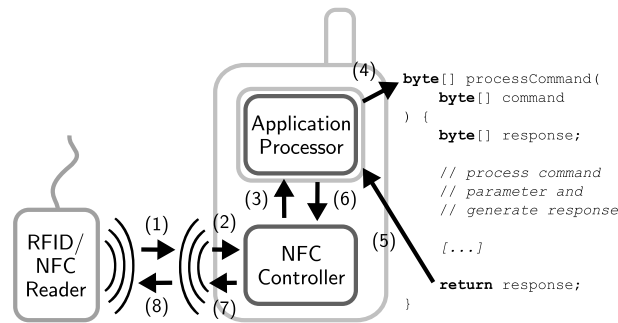 (4)
byte[] processCommand(
byte[] command
) {
byte[] response;
// process command
// parameter and
// generate response
[...]
return response;
}
Application
Processor
(3)
(6)
(5)
(1)
(2)
RFID/
NFC
Reader
NFC
Controller
(8)
(7)